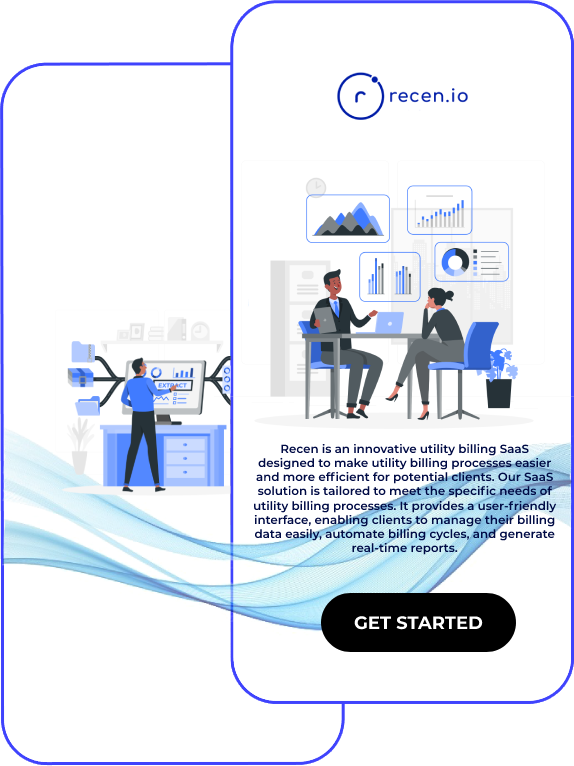 recen.io
EXTRACT
Recen is an innovative utility billing SaaS
designed to make utility billing processes easier
and more efficient for potential clients. Our SaaS
solution is tailored to meet the specific needs of
utility billing processes. It provides a user-friendly
interface, enabling clients to manage their billing
data easily, automate billing cycles, and generate
real-time reports.
GET STARTED